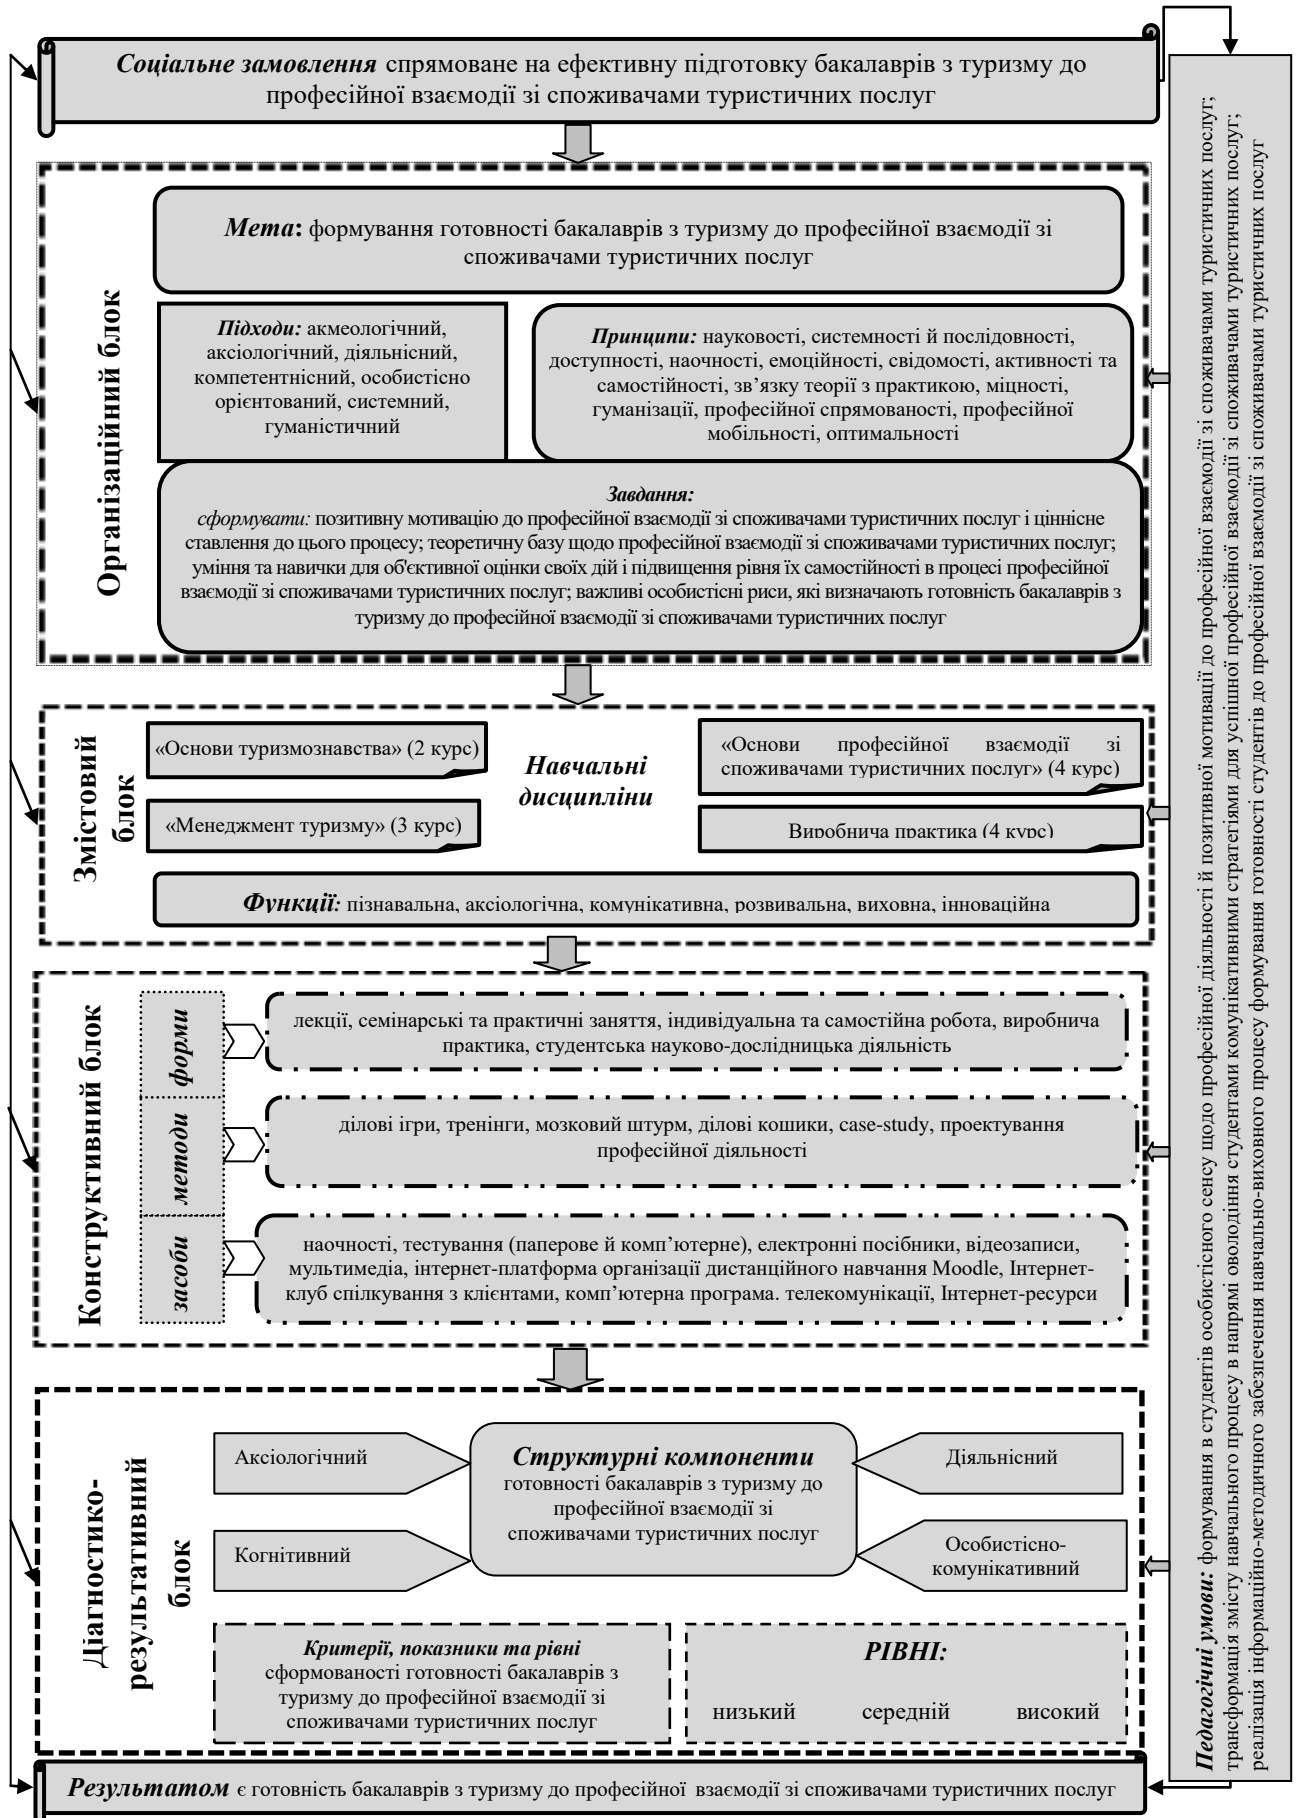 Соціальне замовлення спрямоване на ефективну підготовку бакалаврів з туризму до
професійної взаємодії зі споживачами туристичних послуг
Організаційний блок
Мета: формування готовності бакалаврів з туризму до професійної взаємодії зі
споживачами туристичних послуг
Підходи: акмеологічний,
аксіологічний, діяльнісний,
компетентнісний, особистісно
орієнтований, системний,
гуманістичний
Принципи: науковості, системності й послідовності,
доступності, наочності, емоційності, свідомості, активності та
самостійності, зв’язку теорії з практикою, міцності,
гуманізації, професійної спрямованості, професійної
мобільності, оптимальності
Завдання:
сформувати: позитивну мотивацію до професійної взаємодії зі споживачами туристичних послуг і ціннісне
ставлення до цього процесу; теоретичну базу щодо професійної взаємодії зі споживачами туристичних послуг;
уміння та навички для об'єктивної оцінки своїх дій і підвищення рівня їх самостійності в процесі професійної
взаємодії зі споживачами туристичних послуг; важливі особистісні риси, які визначають готовність бакалаврів з
туризму до професійної взаємодії зі споживачами туристичних послуг
Змістовий
блок
«Основи туризмознавства» (2 курс)
«Менеджмент туризму» (3 курс)
Навчальні
дисципліни
«Основи професійної взаємодії зі
споживачами туристичних послуг» (4 курс)
Виробнича практика (4 курс)
Функції: пізнавальна, аксіологічна, комунікативна, розвивальна, виховна, інноваційна
Конструктивний блок
форми
лекції, семінарські та практичні заняття, індивідуальна та самостійна робота, виробнича
практика, студентська науково-дослідницька діяльність
методи
ділові ігри, тренінги, мозковий штурм, ділові кошики, case-study, проектування
професійної діяльності
засоби
наочності, тестування (паперове й комп’ютерне), електронні посібники, відеозаписи,
мультимедіа, інтернет-платформа організації дистанційного навчання Moodle, Інтернет-
клуб спілкування з клієнтами, комп’ютерна програма. телекомунікації, Інтернет-ресурси
Діагностико-
результативний
блок
Аксіологічний
Когнітивний
Структурні компоненти
готовності бакалаврів з туризму до
професійної взаємодії зі
споживачами туристичних послуг
Діяльнісний
Особистісно-
комунікативний
Критерії, показники та рівні
сформованості готовності бакалаврів з
туризму до професійної взаємодії зі
споживачами туристичних послуг
РІВНІ:
низький середній високий
Результатом є готовність бакалаврів з туризму до професійної взаємодії зі споживачами туристичних послуг
Педагогічні умови: формування в студентів особистісного сенсу щодо професійної діяльності й позитивної мотивації до професійної взаємодії зі споживачами туристичних послуг;
трансформація змісту навчального процесу в напрямі оволодіння студентами комунікативними стратегіями для успішної професійної взаємодії зі споживачами туристичних послуг;
реалізація інформаційно-методичного забезпечення навчально-виховного процесу формування готовності студентів до професійної взаємодії зі споживачами туристичних послуг